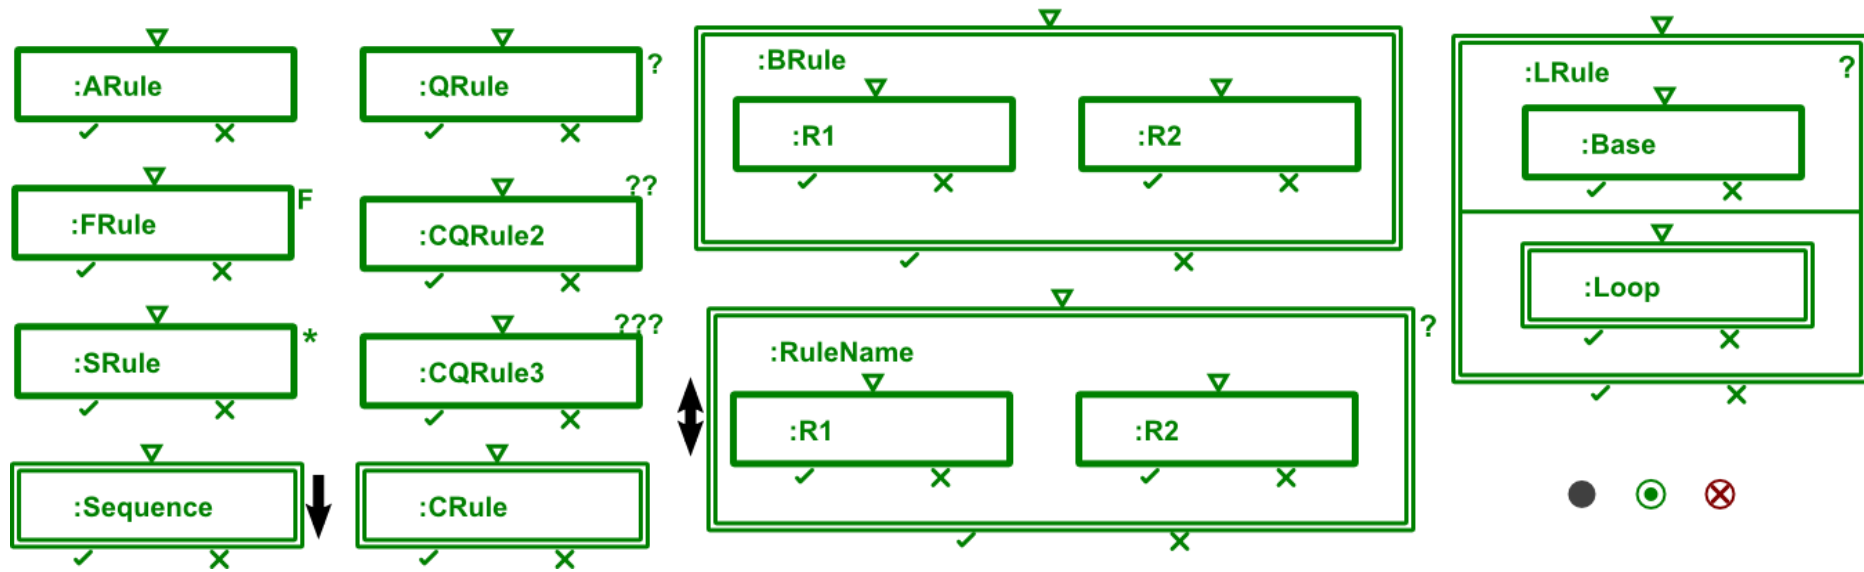 :ARule
:FRule
F
:SRule
*
:Sequence
:QRule
?
:CQRule2
??
:CQRule3
???
:CRule
:BRule
:R1
:R2
:RuleName
?
:R1
:R2
:LRule
?
:Base
:Loop